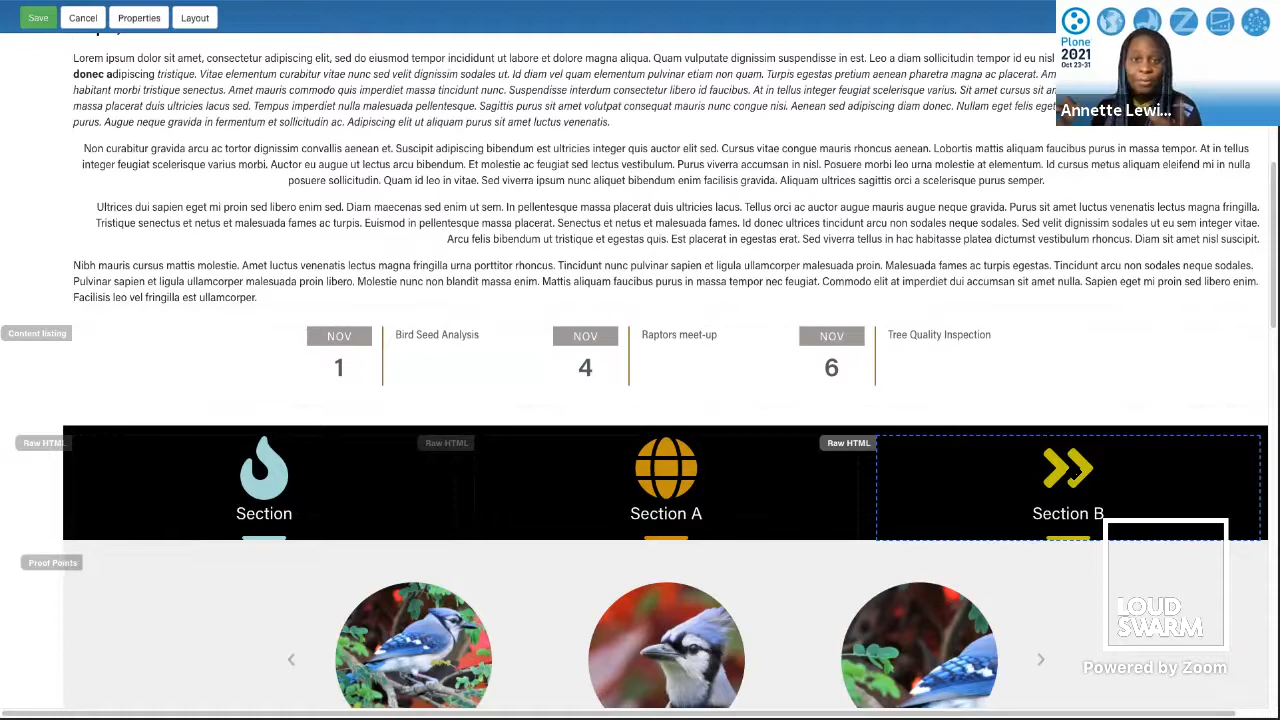 Save Cancel Properties Layout
Plone
2021
Oct 23-31
Annette Lewi...
Lorem ipsum dolor sit amet, consectetur adipiscing elit, sed do eiusmod tempor incididunt ut labore et dolore magna aliqua. Quam vulputate dignissim suspendisse in est. Leo a diam sollicitudin tempor id eu nisl
donec adipiscing tristique. Vitae elementum curabitur vitae nunc sed velit dignissim sodales ut. Id diam vel quam elementum pulvinar etiam non quam. Turpis egestas pretium aenean pharetra magna ac placerat. Am
habitant morbi tristique senectus. Amet mauris commodo quis imperdiet massa tincidunt nunc. Suspendisse interdum consectetur libero id faucibus. At in tellus integer feugiat scelerisque varius. Sit amet cursus sit am
massa placerat duis ultricies lacus sed. Tempus imperdiet nulla malesuada pellentesque. Sagittis purus sit amet volutpat consequat mauris nunc congue nisi. Aenean sed adipiscing diam donec. Nullam eget felis eget
purus. Augue neque gravida in fermentum et sollicitudin ac. Adipiscing elit ut aliquam purus sit amet luctus venenatis.
Non curabitur gravida arcu ac tortor dignissim convallis aenean et. Suscipit adipiscing bibendum est ultricies integer quis auctor elit sed. Cursus vitae congue mauris rhoncus aenean. Lobortis mattis aliquam faucibus purus in massa tempor. At in tellus
integer feugiat scelerisque varius morbi. Auctor eu augue ut lectus arcu bibendum. Et molestie ac feugiat sed lectus vestibulum. Purus viverra accumsan in nisl. Posuere morbi leo urna molestie at elementum. Id cursus metus aliquam eleifend mi in nulla
posuere sollicitudin. Quam id leo in vitae. Sed viverra ipsum nunc aliquet bibendum enim facilisis gravida. Aliquam ultrices sagittis orci a scelerisque purus semper.
Ultrices dui sapien eget mi proin sed libero enim sed. Diam maecenas sed enim ut sem. In pellentesque massa placerat duis ultricies lacus. Tellus orci ac auctor augue mauris augue neque gravida. Purus sit amet luctus venenatis lectus magna fringilla.
Tristique senectus et netus et malesuada fames ac turpis. Euismod in pellentesque massa placerat. Senectus et netus et malesuada fames. Id donec ultrices tincidunt arcu non sodales neque sodales. Sed velit dignissim sodales ut eu sem integer vitae.
Arcu felis bibendum ut tristique et egestas quis. Est placerat in egestas erat. Sed viverra tellus in hac habitasse platea dictumst vestibulum rhoncus. Diam sit amet nisl suscipit.
Nibh mauris cursus mattis molestie. Amet luctus venenatis lectus magna fringilla urna porttitor rhoncus. Tincidunt nunc pulvinar sapien et ligula ullamcorper malesuada proin. Malesuada fames ac turpis egestas. Tincidunt arcu non sodales neque sodales.
Pulvinar sapien et ligula ullamcorper malesuada proin libero. Molestie nunc non blandit massa enim. Mattis aliquam faucibus purus in massa tempor nec feugiat. Commodo elit at imperdiet dui accumsan sit amet nulla. Sapien eget mi proin sed libero enim.
Facilisis leo vel fringilla est ullamcorper.
Content listing
NOV Bird Seed Analysis NOV Raptors meet-up NOV Tree Quality Inspection
1 4 6
Raw HTML Raw HTML Raw HTML
Section Section A Section B
Proof Points
LOUD
SWARM
Powered by Zoom